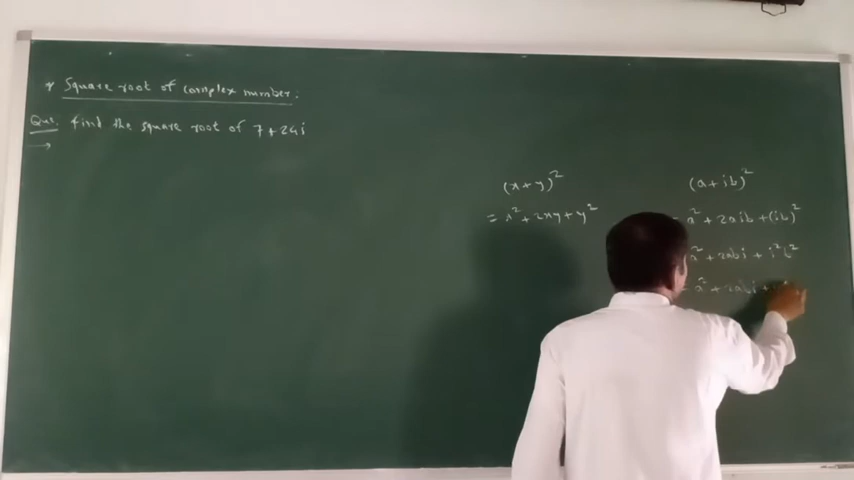 * Square root of complex number.
Que. find the square root of 7 + 24i
→
(x+y)²
= x² + 2xy + y²
(a+ib)²
= a² + 2aib + (ib)²
a² + 2abi + i²b²
= a² + 2abi +